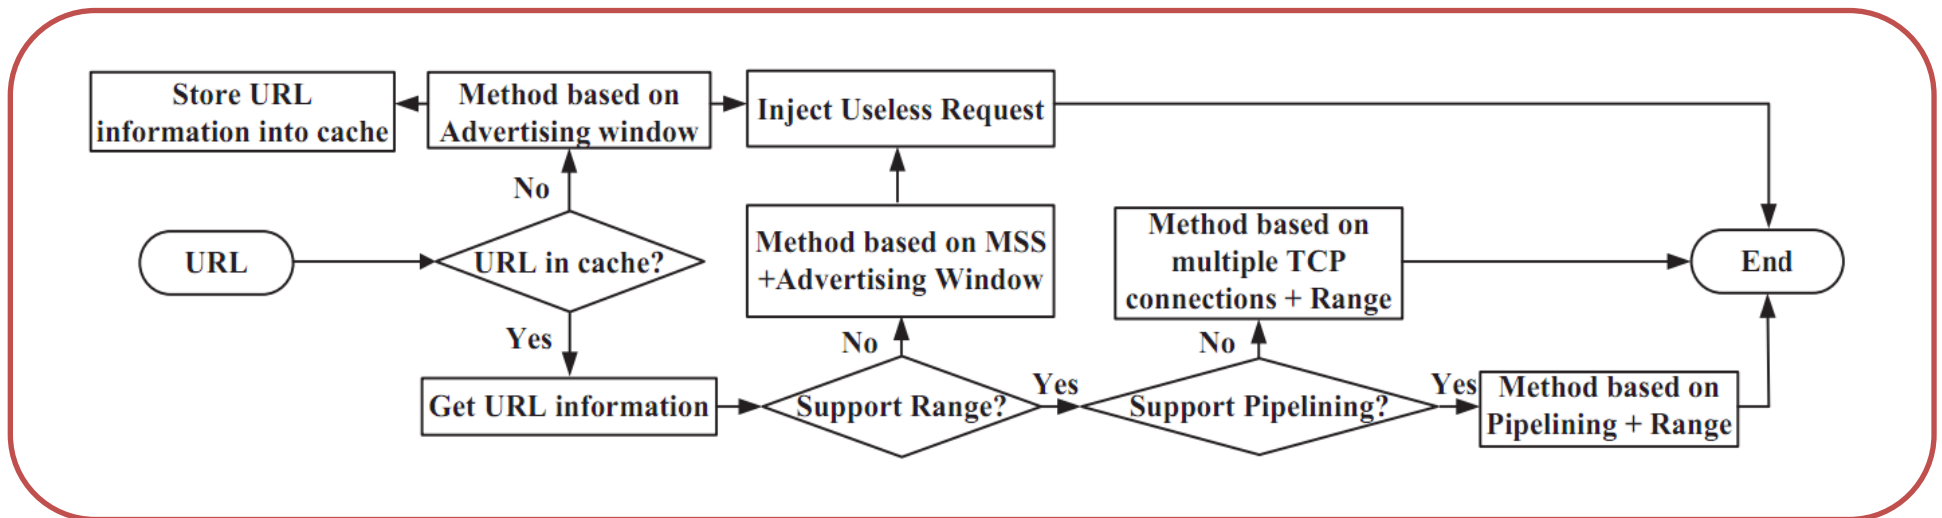 Store URL
information into cache
Method based on
Advertising window
Inject Useless Request
No
URL
URL in cache?
Yes
Get URL information
Method based on MSS
+Advertising Window
No
Support Range?
Yes
Method based on
multiple TCP
connections + Range
No
Support Pipelining?
Yes
Method based on
Pipelining + Range
End